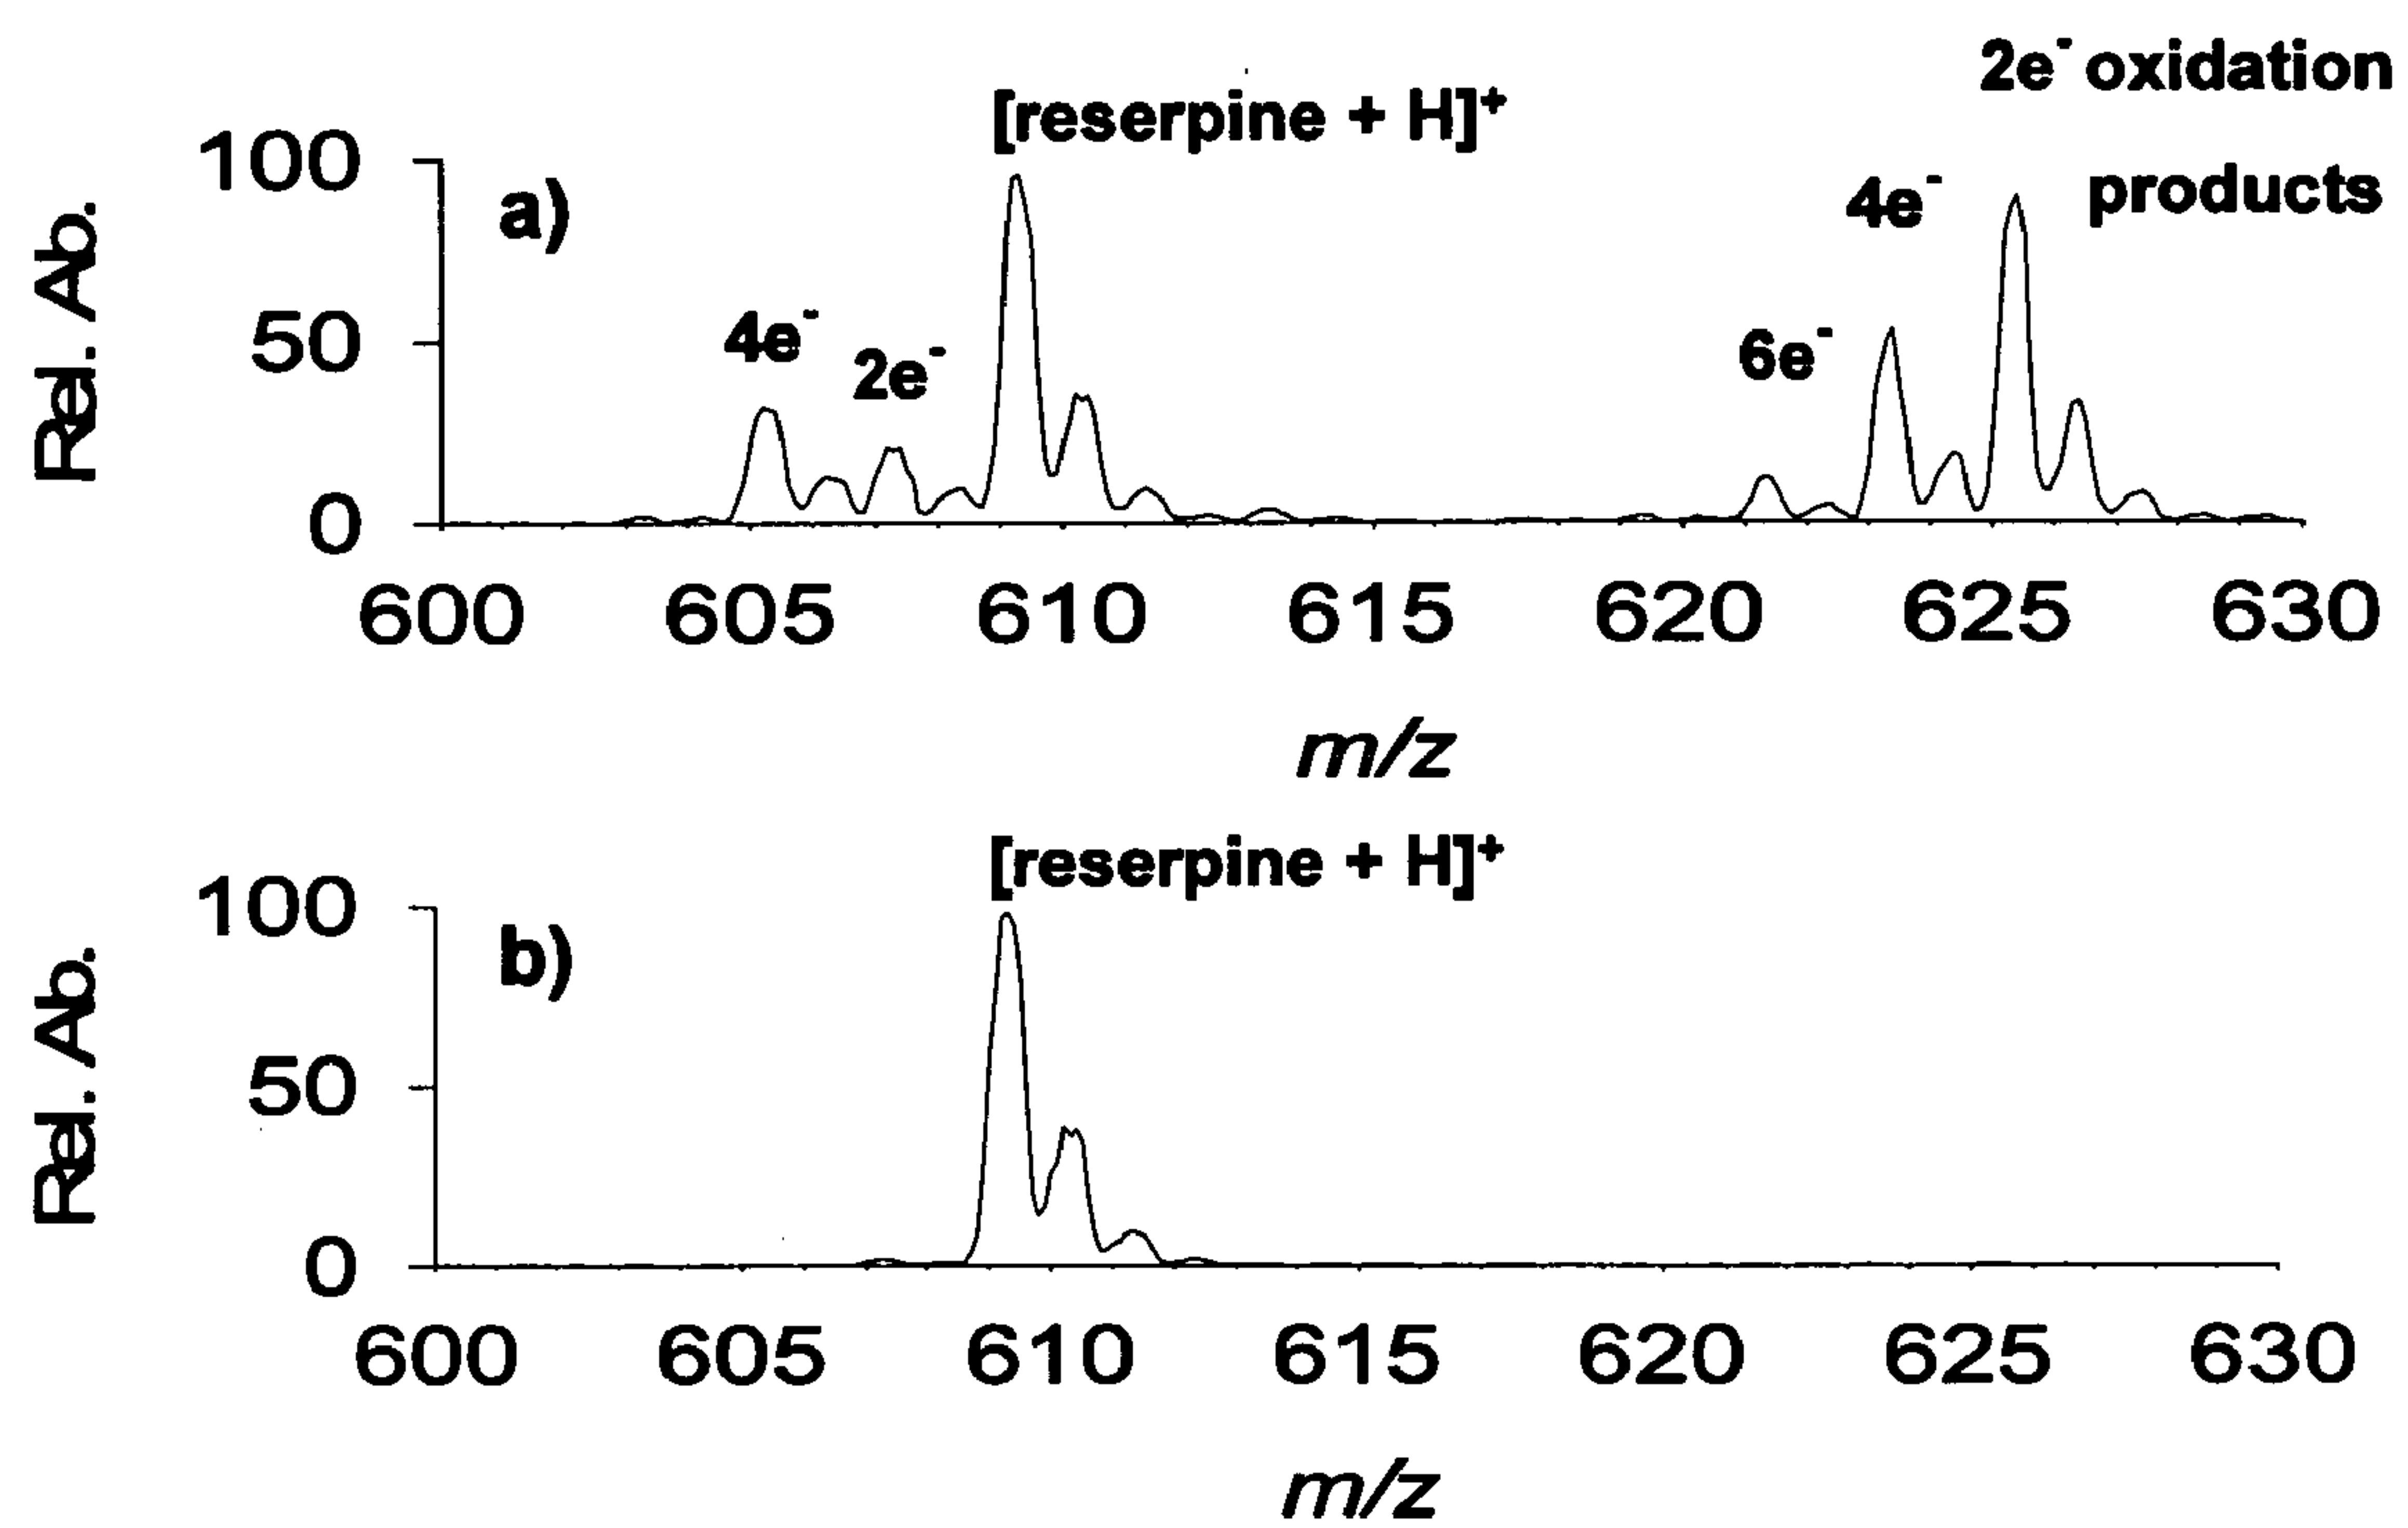 2e⁻ oxidation
[reserpine + H]⁺
4e⁻ products
100
a)
4e⁻
6e⁻
2e⁻
50
Rel. Ab.
0
600 605 610 615 620 625 630
m/z
[reserpine + H]⁺
100
b)
50
Rel. Ab.
0
600 605 610 615 620 625 630
m/z